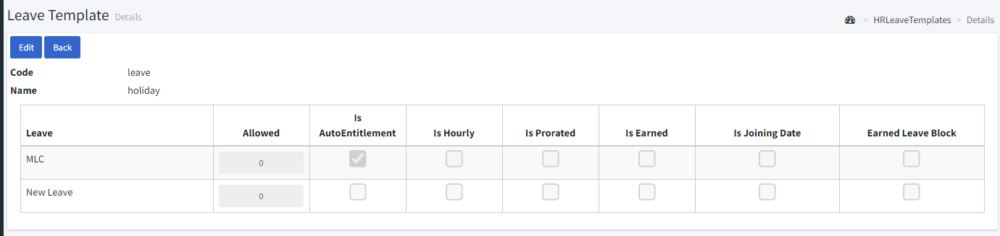 Leave Template Details
> HRLeaveTemplates > Details
Edit Back
Code leave
Name holiday
Leave Allowed Is AutoEntitlement Is Hourly Is Prorated Is Earned Is Joining Date Earned Leave Block
MLC 0
New Leave 0